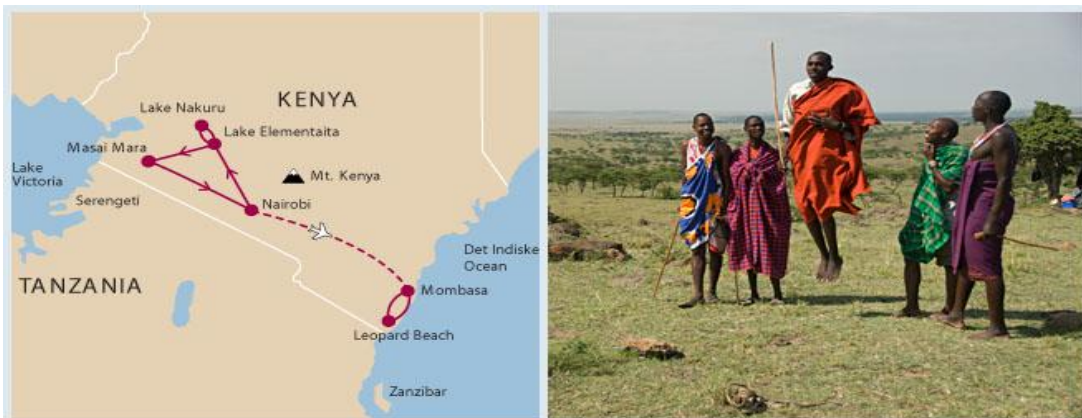 KENYA
Lake Nakuru
Lake Elementaita
Masai Mara
Mt. Kenya
Lake
Victoria
Serengeti
Nairobi
Det Indiske
Ocean
TANZANIA
Mombasa
Leopard Beach
Zanzibar